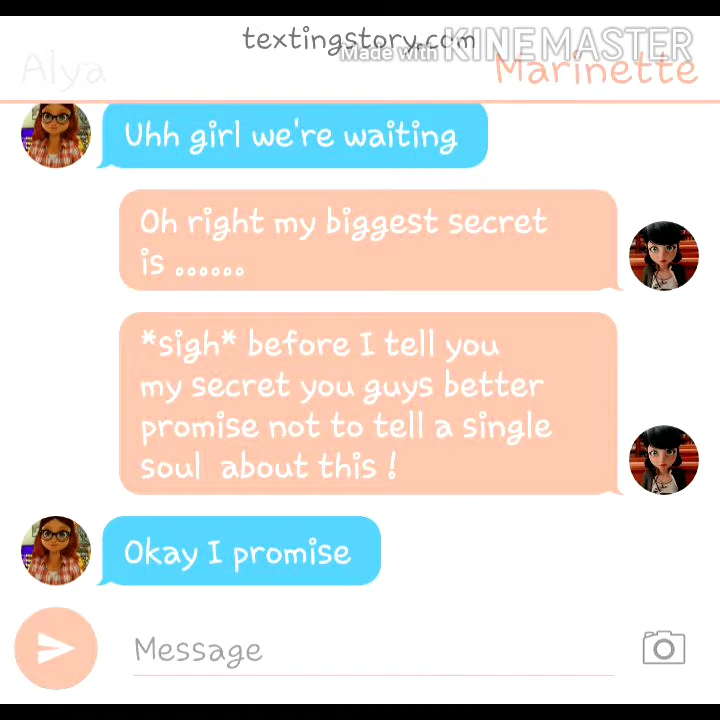 textingstory.com
Made with KINEMASTER
Alya
Marinette
Uhh girl we're waiting
Oh right my biggest secret
is ......
*sigh* before I tell you
my secret you guys better
promise not to tell a single
soul about this !
Okay I promise
Message